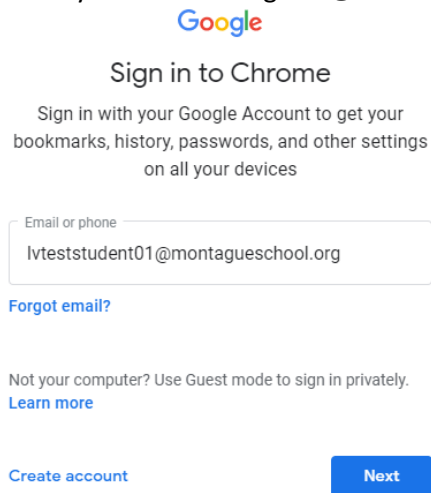 Google
Sign in to Chrome
Sign in with your Google Account to get your
bookmarks, history, passwords, and other settings
on all your devices
Email or phone
lvteststudent01@montagueschool.org
Forgot email?
Not your computer? Use Guest mode to sign in privately.
Learn more
Create account
Next